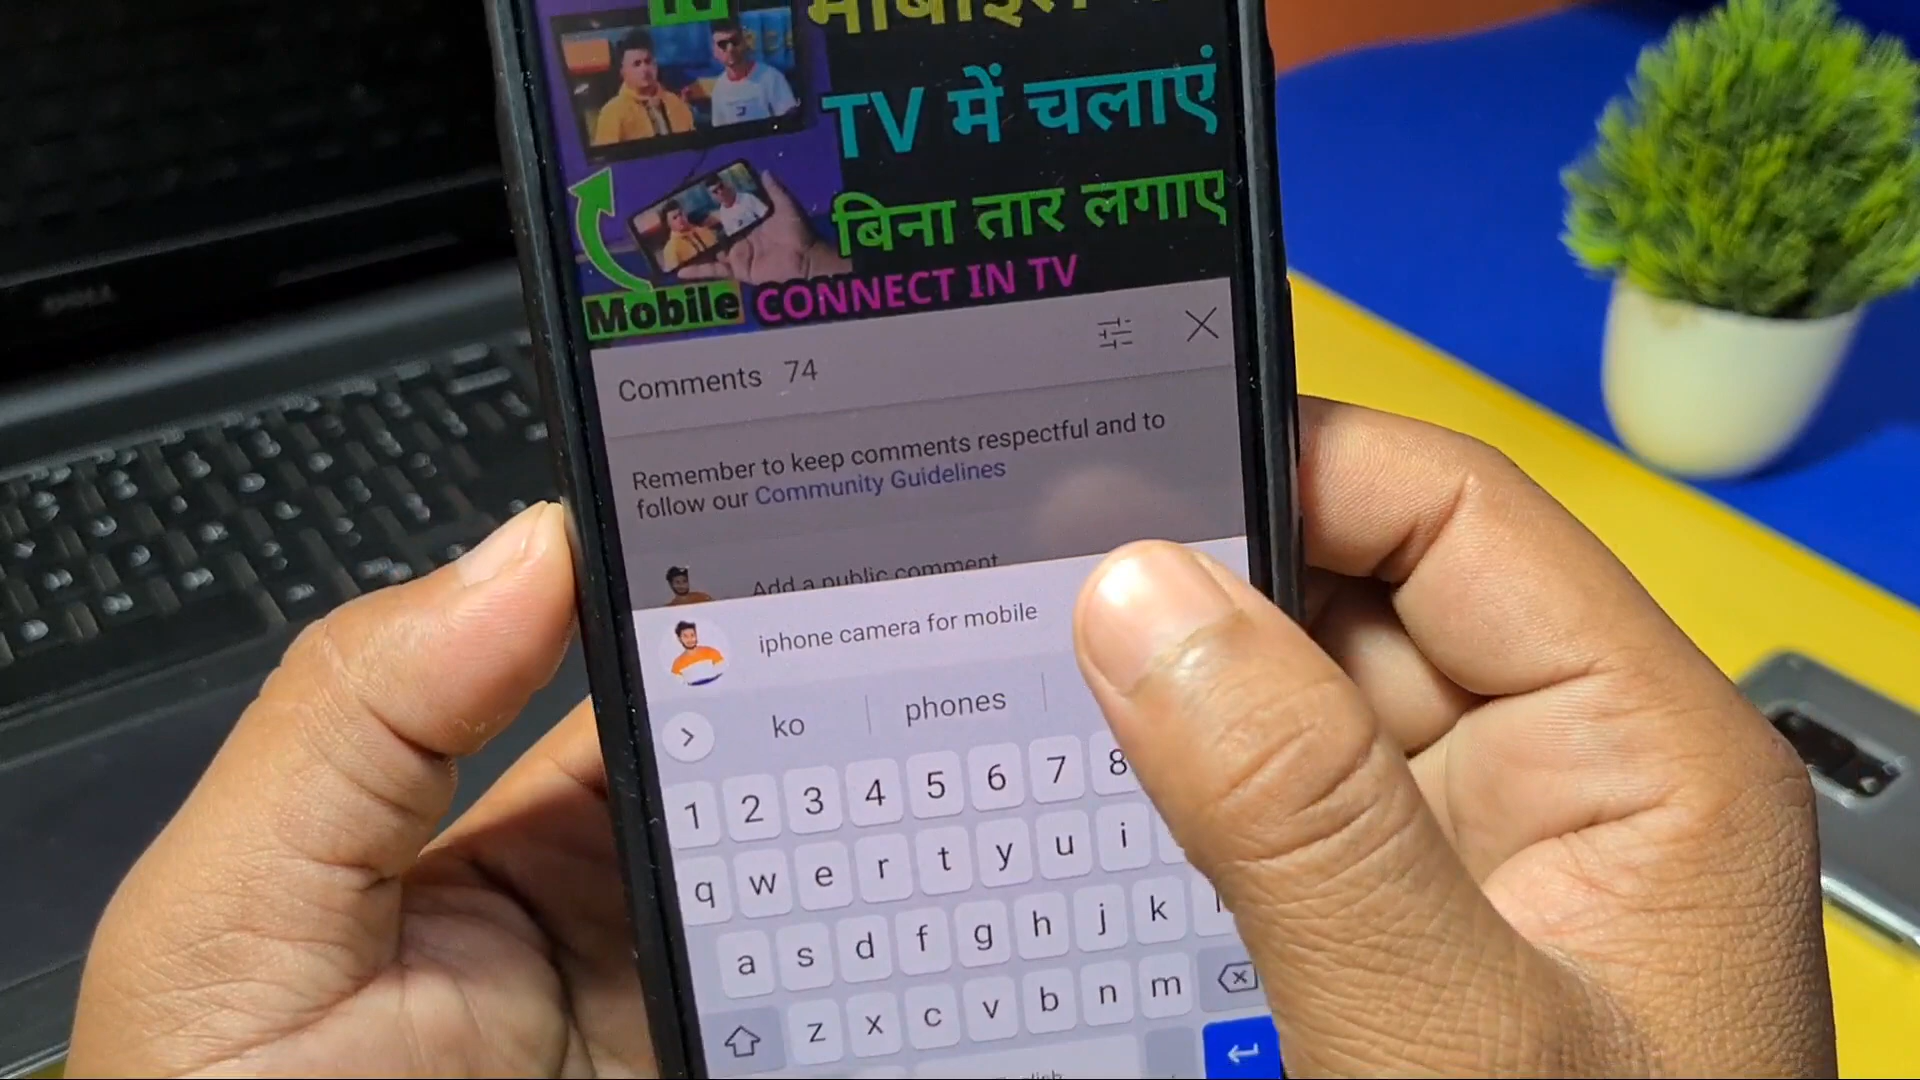 TV में चलाएं
बिना तार लगाए
Mobile CONNECT IN TV
Comments 74
Remember to keep comments respectful and to
follow our Community Guidelines
Add a public comment
iphone camera for mobile
ko phones
1 2 3 4 5 6 7 8
q w e r t y u i
a s d f g h j k
z x c v b n m
DELL